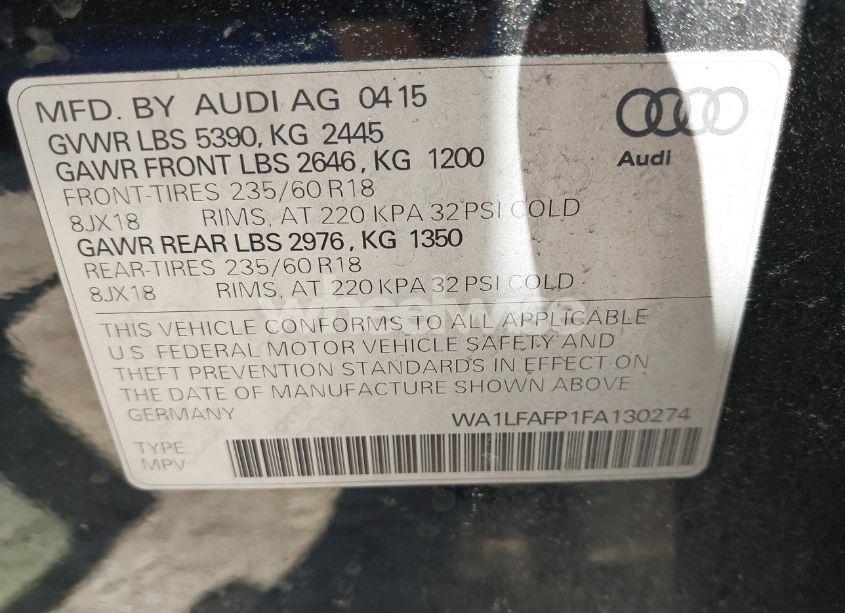 MFD. BY AUDI AG 04 15
GVWR LBS 5390, KG 2445
GAWR FRONT LBS 2646, KG 1200
FRONT-TIRES 235/60 R18
8JX18 RIMS, AT 220 KPA 32 PSI COLD
GAWR REAR LBS 2976, KG 1350
REAR-TIRES 235/60 R18
8JX18 RIMS, AT 220 KPA 32 PSI COLD
THIS VEHICLE CONFORMS TO ALL APPLICABLE
U.S. FEDERAL MOTOR VEHICLE SAFETY AND
THEFT PREVENTION STANDARDS IN EFFECT ON
THE DATE OF MANUFACTURE SHOWN ABOVE.
GERMANY WA1LFAFP1FA130274
TYPE:
MPV
Audi